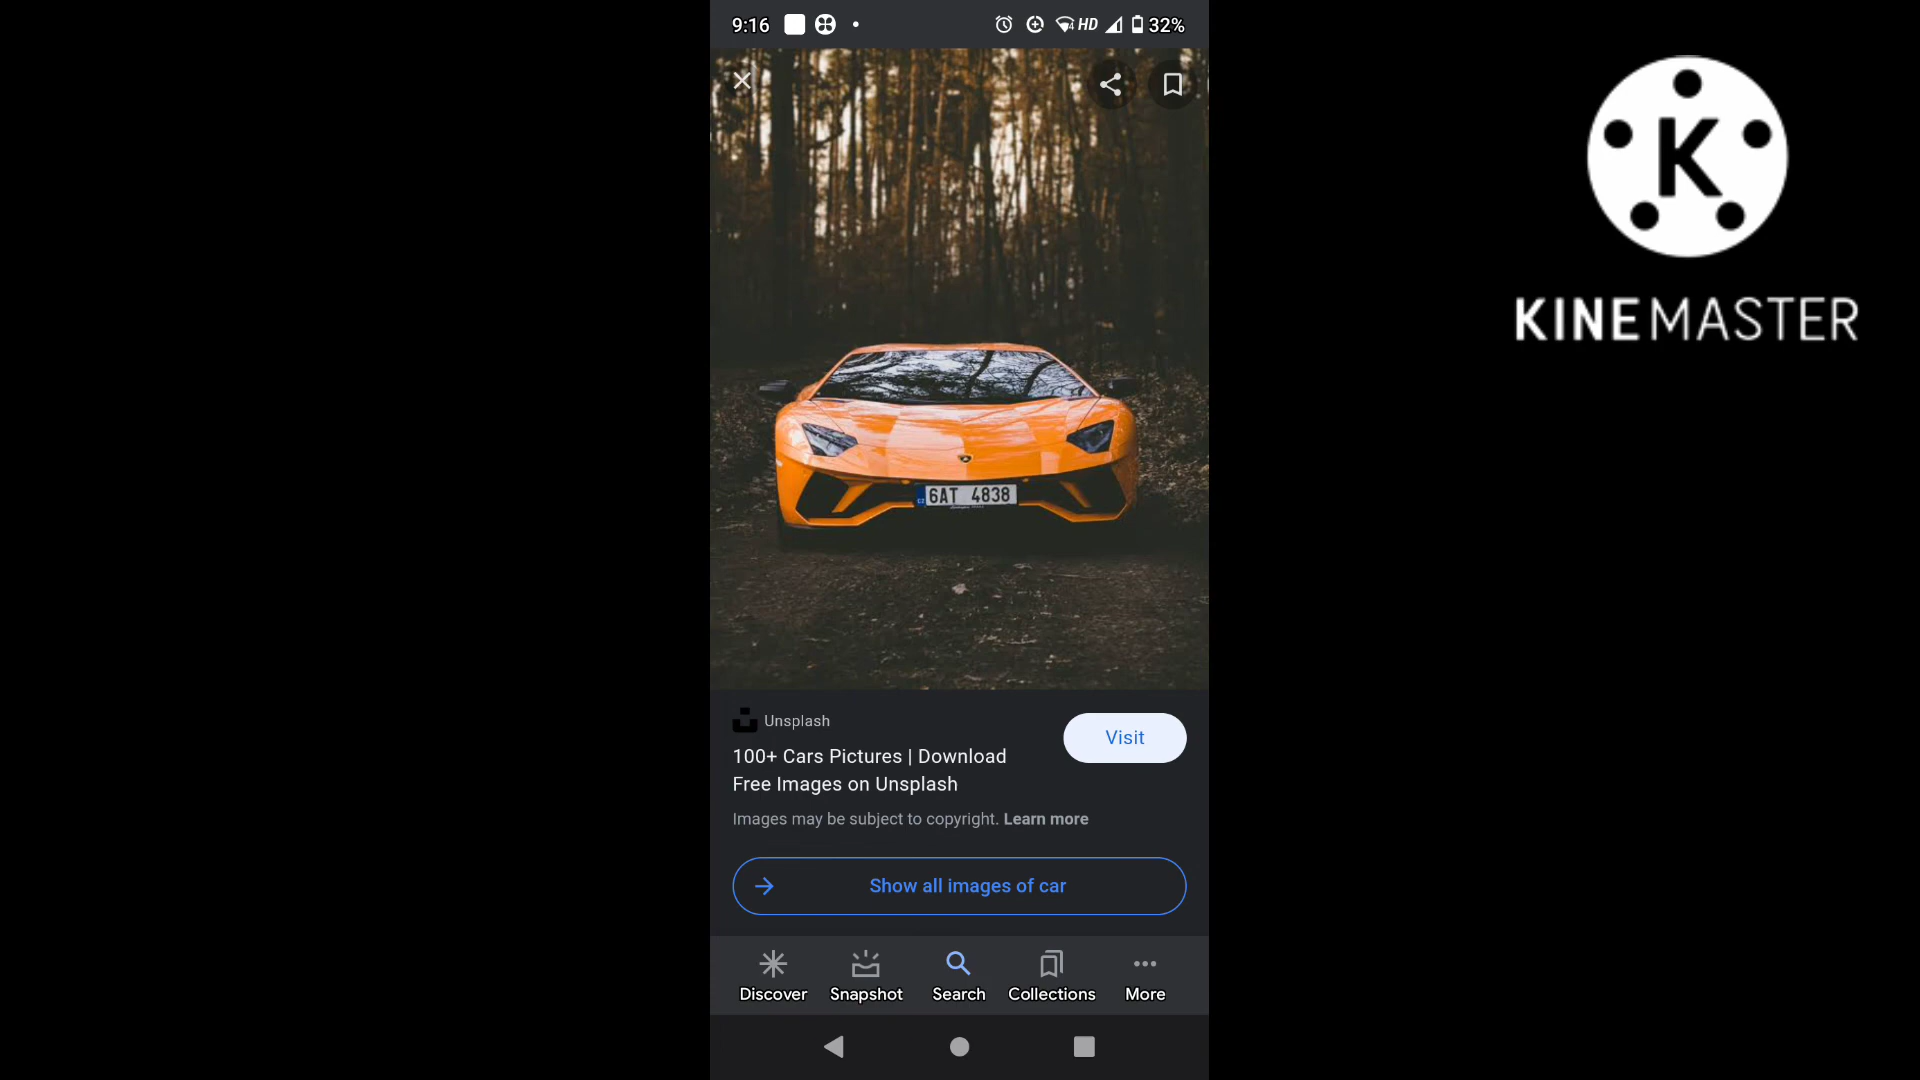 9:16
HD
32%
KINEMASTER
6AT 4838
Unsplash
Visit
100+ Cars Pictures | Download
Free Images on Unsplash
Images may be subject to copyright. Learn more
Show all images of car
Discover
Snapshot
Search
Collections
More